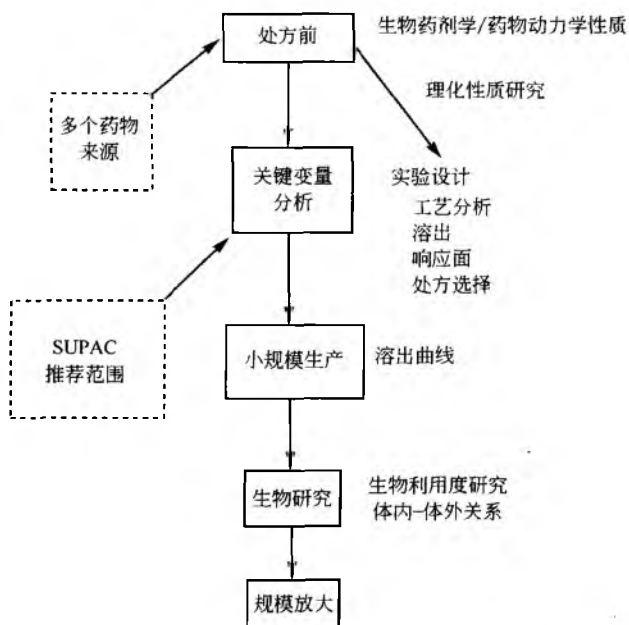 处方前
生物药剂学/药物动力学性质
理化性质研究
多个药物
来源
关键变量
分析
实验设计
工艺分析
溶出
响应面
处方选择
SUPAC
推荐范围
小规模生产
溶出曲线
生物研究
生物利用度研究
体内-体外关系
规模放大